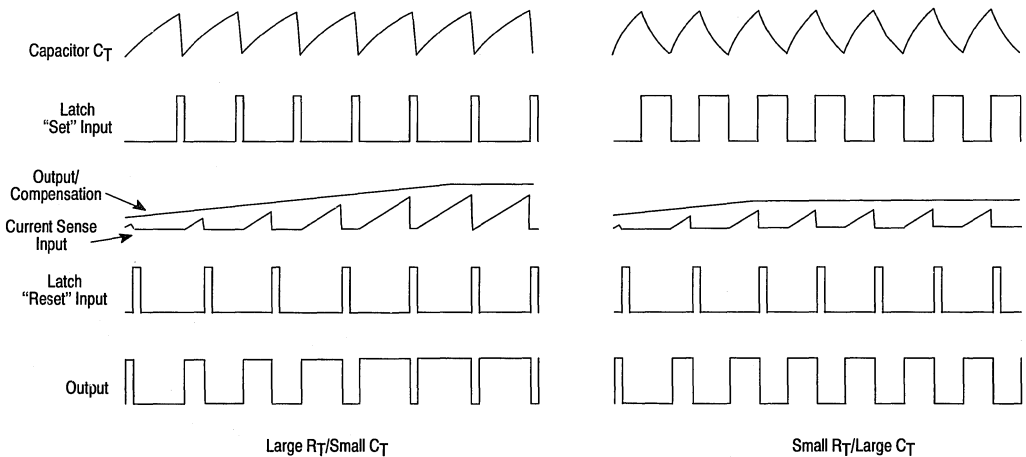 Capacitor CT
Latch
"Set" Input
Output/
Compensation
Current Sense
Input
Latch
"Reset" Input
Output
Large RT/Small CT
Small RT/Large CT